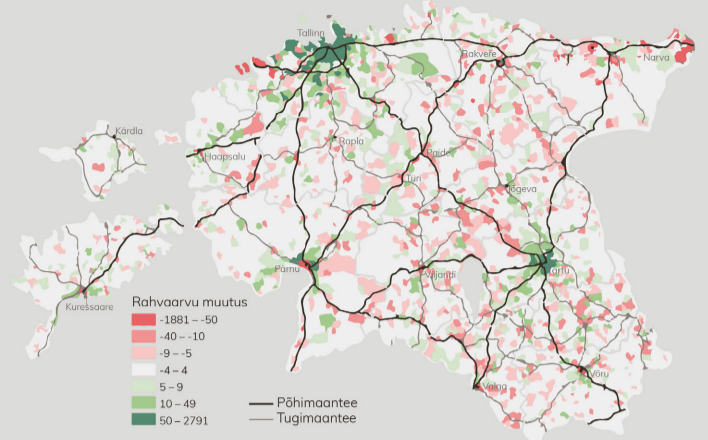 Tallinn
Rakvere
Narva
Kärdla
Haapsalu
Rapla
Paide
Türi
Jõgeva
Kuressaare
Pärnu
Viljandi
Tartu
Valga
Võru
Rahvaarvu muutus
-1881 – -50
-40 – -10
-9 – -5
-4 – 4
5 – 9
10 – 49
50 – 2791
Põhimaantee
Tugimaantee